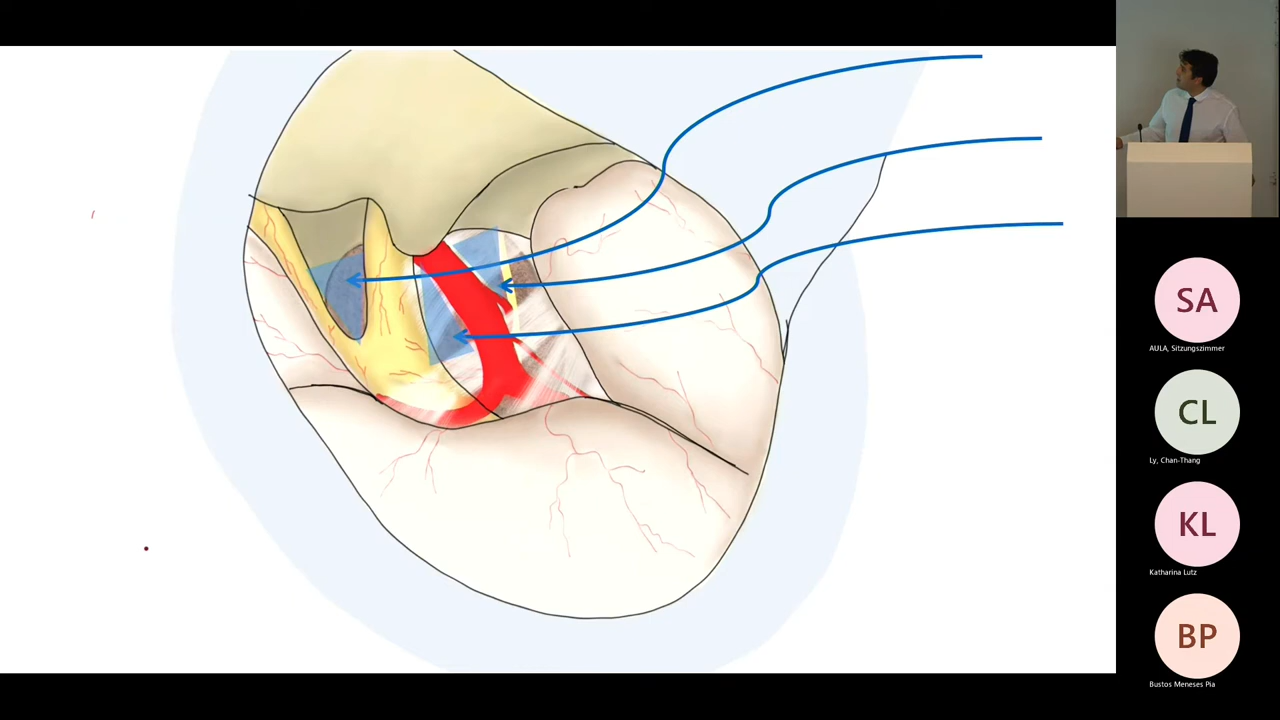 SA
AULA, Sitzungszimmer
CL
Ly, Chan-Thang
KL
Katharina Lutz
BP
Bustos Meneses Pia